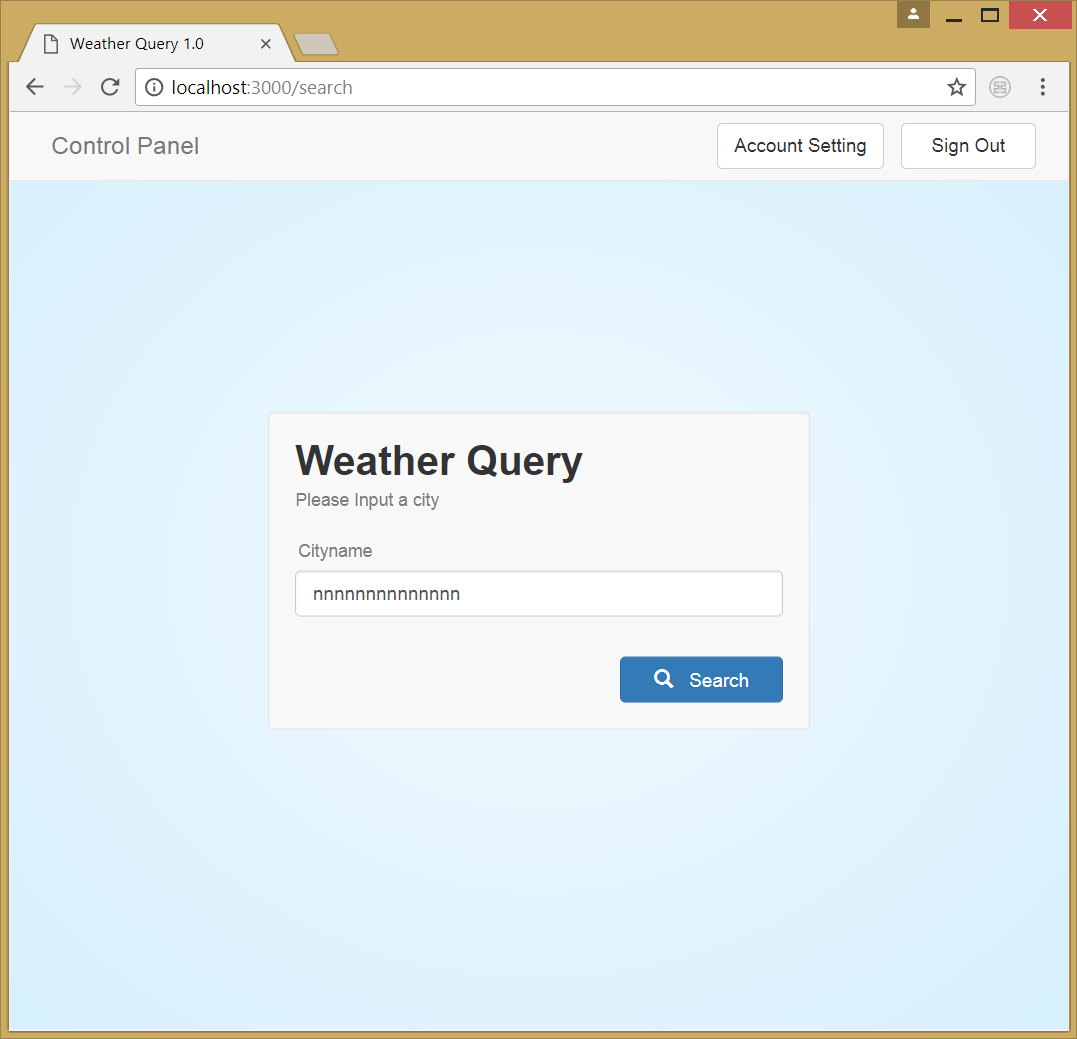 Weather Query 1.0
localhost:3000/search
Control Panel
Account Setting
Sign Out
Weather Query
Please Input a city
Cityname
nnnnnnnnnnnnnn
Search